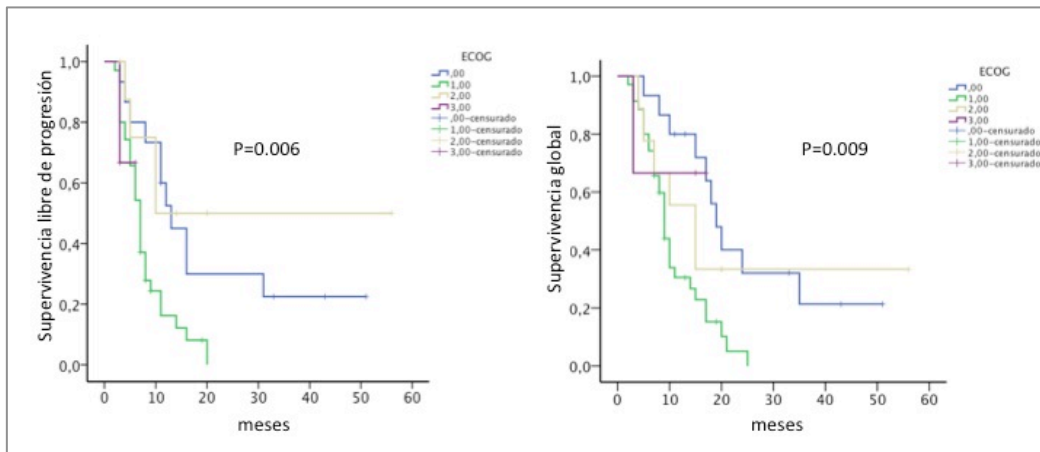 Supervivencia libre de progresión
1,0
0,8
0,6
0,4
0,2
0,0
0 10 20 30 40 50 60
meses
P=0.006
ECOG
,00
1,00
2,00
3,00
,00-censurado
1,00-censurado
2,00-censurado
3,00-censurado
Supervivencia global
1,0
0,8
0,6
0,4
0,2
0,0
0 10 20 30 40 50 60
meses
P=0.009
ECOG
,00
1,00
2,00
3,00
,00-censurado
1,00-censurado
2,00-censurado
3,00-censurado